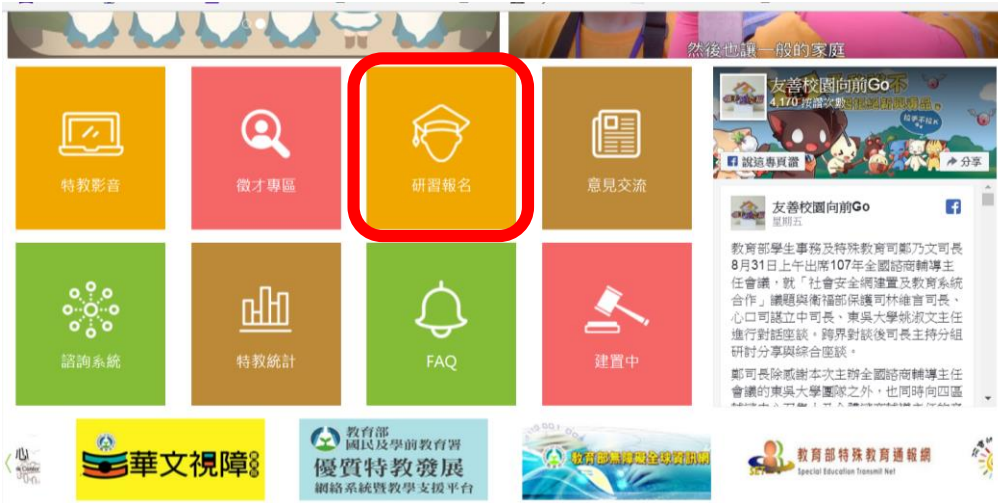 然後也讓一般的家庭
特教影音
徵才專區
研習報名
意見交流
諮詢系統
特教統計
FAQ
建置中
友善校園向前Go
4,170 按讚次數
說這專頁讚
分享
友善校園向前Go
星期五
教育部學生事務及特殊教育司鄭乃文司長
8月31日上午出席107年全國諮商輔導主
任會議，就「社會安全網建置及教育系統
合作」議題與衛福部保護司林維言司長、
心口司諶立中司長、東吳大學姚淑文主任
進行對話座談。跨界對談後司長主持分組
研討分享與綜合座談。
鄭司長除感謝本次主辦全國諮商輔導主任
會議的東吳大學團隊之外，也同時向四區
心
華文視障
教育部
國民及學前教育署
優質特教發展
網絡系統暨教學支援平台
教育部無障礙全球資訊網
教育部特殊教育通報網
Special Education Transmit Net